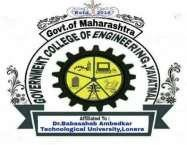 Govt.of Maharashtra
GOVERNMENT COLLEGE OF ENGINEERING, YAVATMAL
Affiliated To :
Dr.Babasaheb Ambedkar
Technological University,Lonere